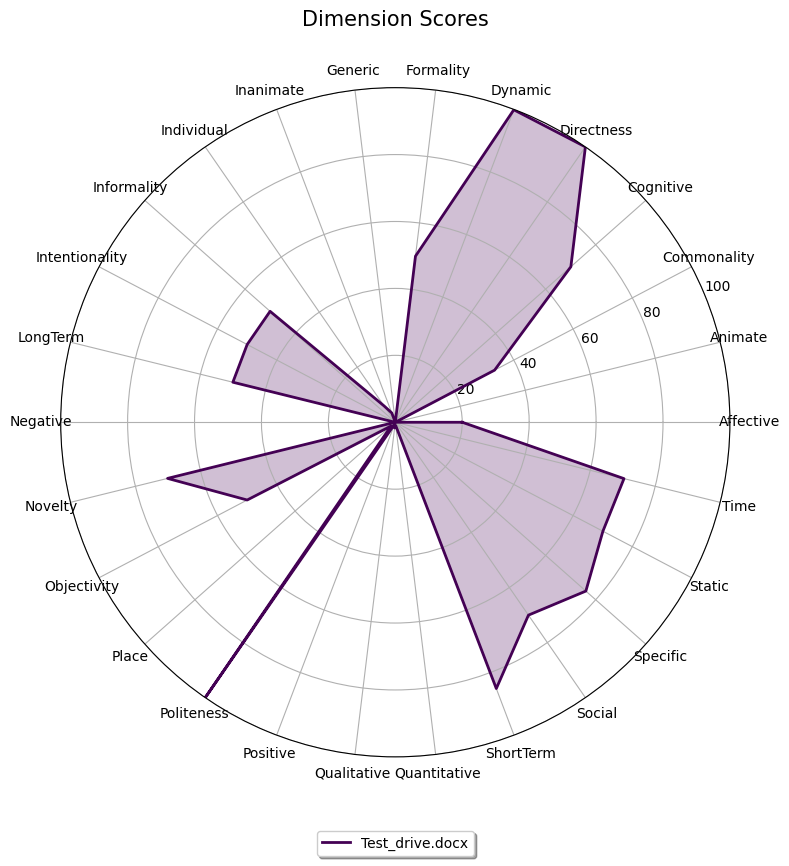 Dimension Scores
Generic
Formality
Inanimate
Dynamic
Individual
Directness
Informality
Cognitive
Intentionality
Commonality
100
80
LongTerm
60
Animate
40
20
Negative
Affective
Novelty
Time
Objectivity
Static
Place
Specific
Politeness
Social
Positive
ShortTerm
Qualitative
Quantitative
Test_drive.docx